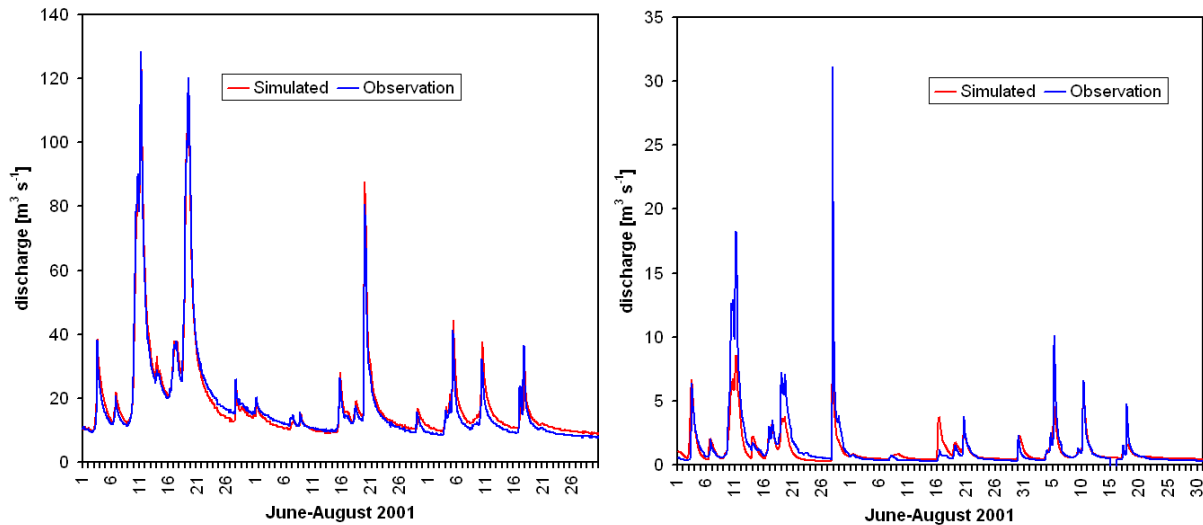 140
120
100
80
60
40
20
0
discharge [m³ s⁻¹]
Simulated Observation
1 6 11 16 21 26 1 6 11 16 21 26 1 6 11 16 21 26
June-August 2001
35
30
25
20
15
10
5
0
discharge [m³ s⁻¹]
Simulated Observation
1 6 11 16 21 26 1 6 11 16 21 26 31 5 10 15 20 25 30
June-August 2001